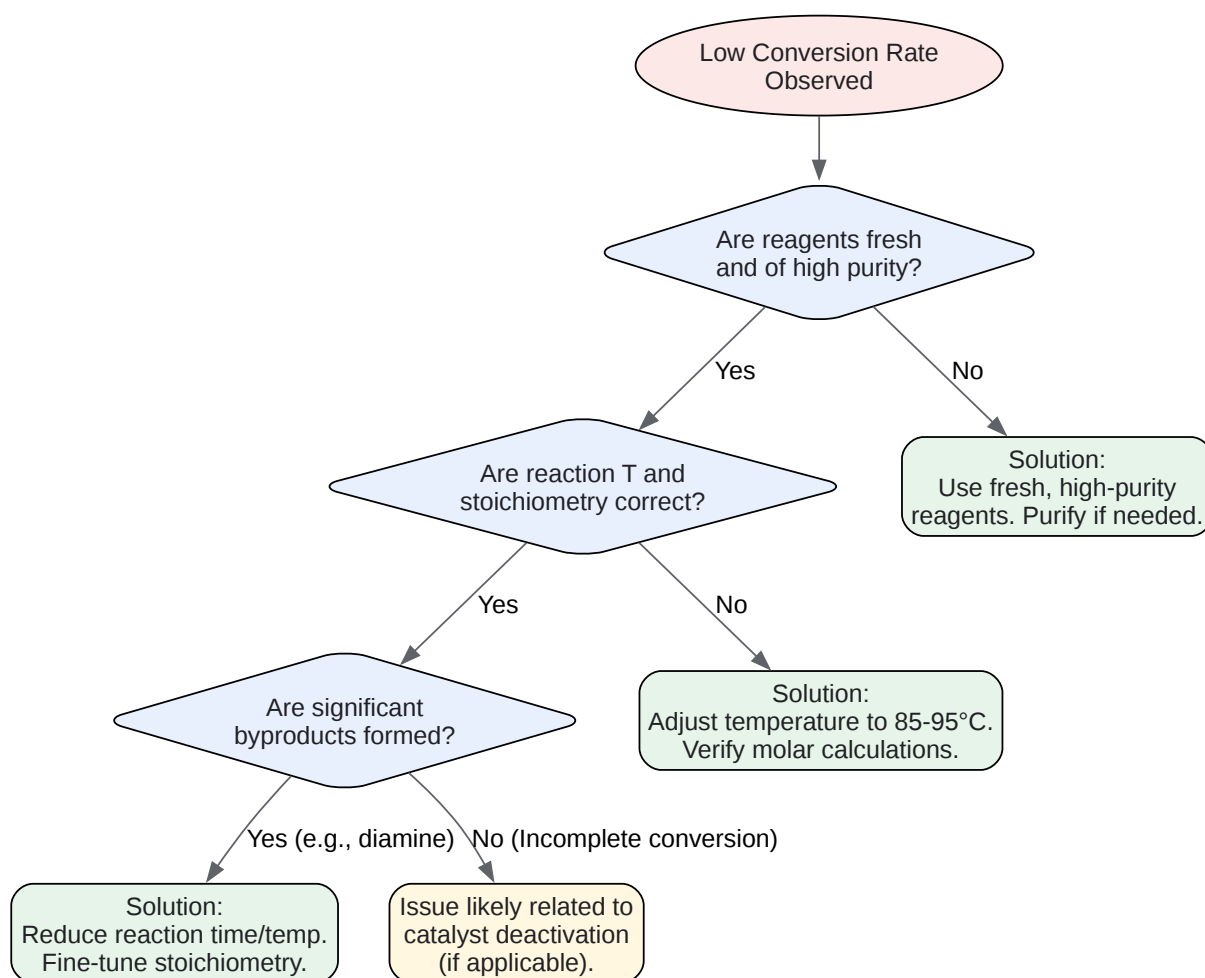 Low Conversion Rate
Observed
Are reagents fresh
and of high purity?
Yes
No
Are reaction T and
stoichiometry correct?
Solution:
Use fresh, high-purity
reagents. Purify if needed.
Yes
No
Are significant
byproducts formed?
Solution:
Adjust temperature to 85-95°C.
Verify molar calculations.
Yes (e.g., diamine)
No (Incomplete conversion)
Solution:
Reduce reaction time/temp.
Fine-tune stoichiometry.
Issue likely related to
catalyst deactivation
(if applicable).